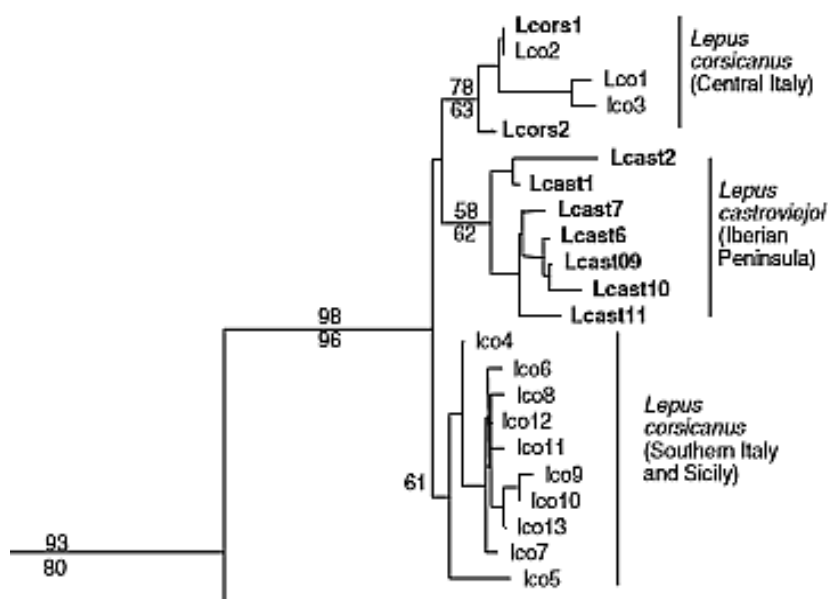 Lcors1
Lco2
Lco1
lco3
Lcors2
Lepus
corsicanus
(Central Italy)
78
63
Lcast2
Lcast1
Lcast7
Lcast6
Lcast09
Lcast10
Lcast11
Lepus
castroviejoi
(Iberian
Peninsula)
58
62
98
96
lco4
lco6
lco8
lco12
lco11
lco9
lco10
lco13
lco7
lco5
Lepus
corsicanus
(Southern Italy
and Sicily)
61
93
80